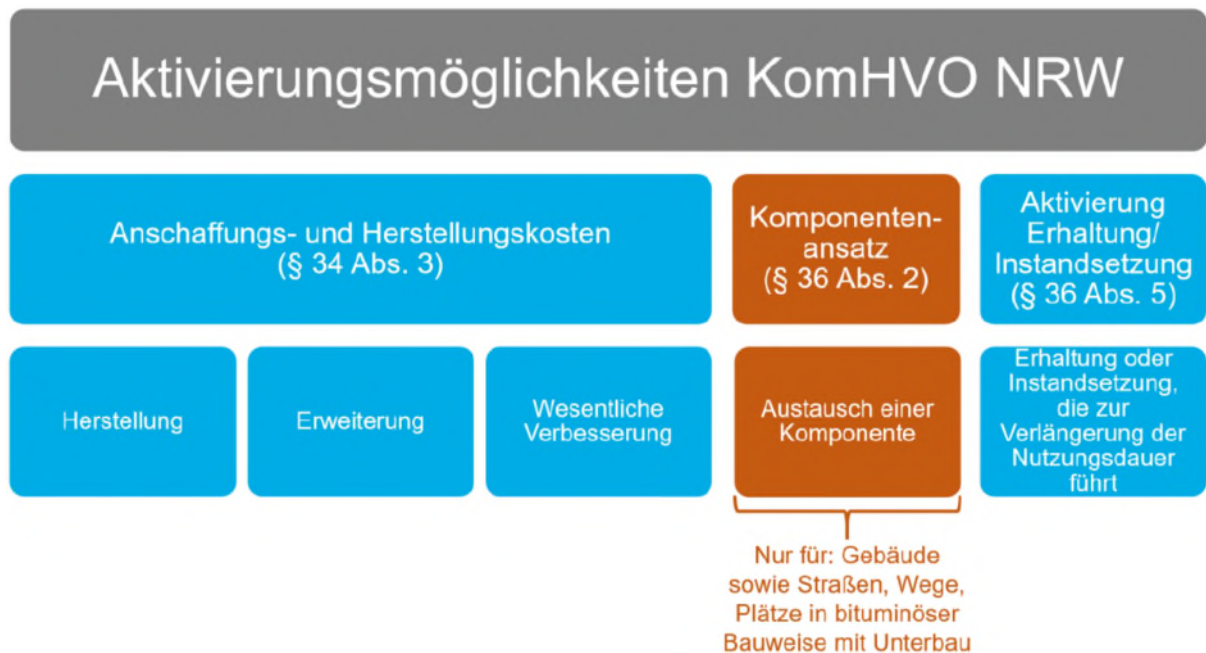 Aktivierungsmöglichkeiten KomHVO NRW
Anschaffungs- und Herstellungskosten
(§ 34 Abs. 3)
Komponenten-
ansatz
(§ 36 Abs. 2)
Aktivierung
Erhaltung/
Instandsetzung
(§ 36 Abs. 5)
Herstellung
Erweiterung
Wesentliche
Verbesserung
Austausch einer
Komponente
Erhaltung oder
Instandsetzung,
die zur
Verlängerung der
Nutzungsdauer
führt
Nur für: Gebäude
sowie Straßen, Wege,
Plätze in bituminöser
Bauweise mit Unterbau